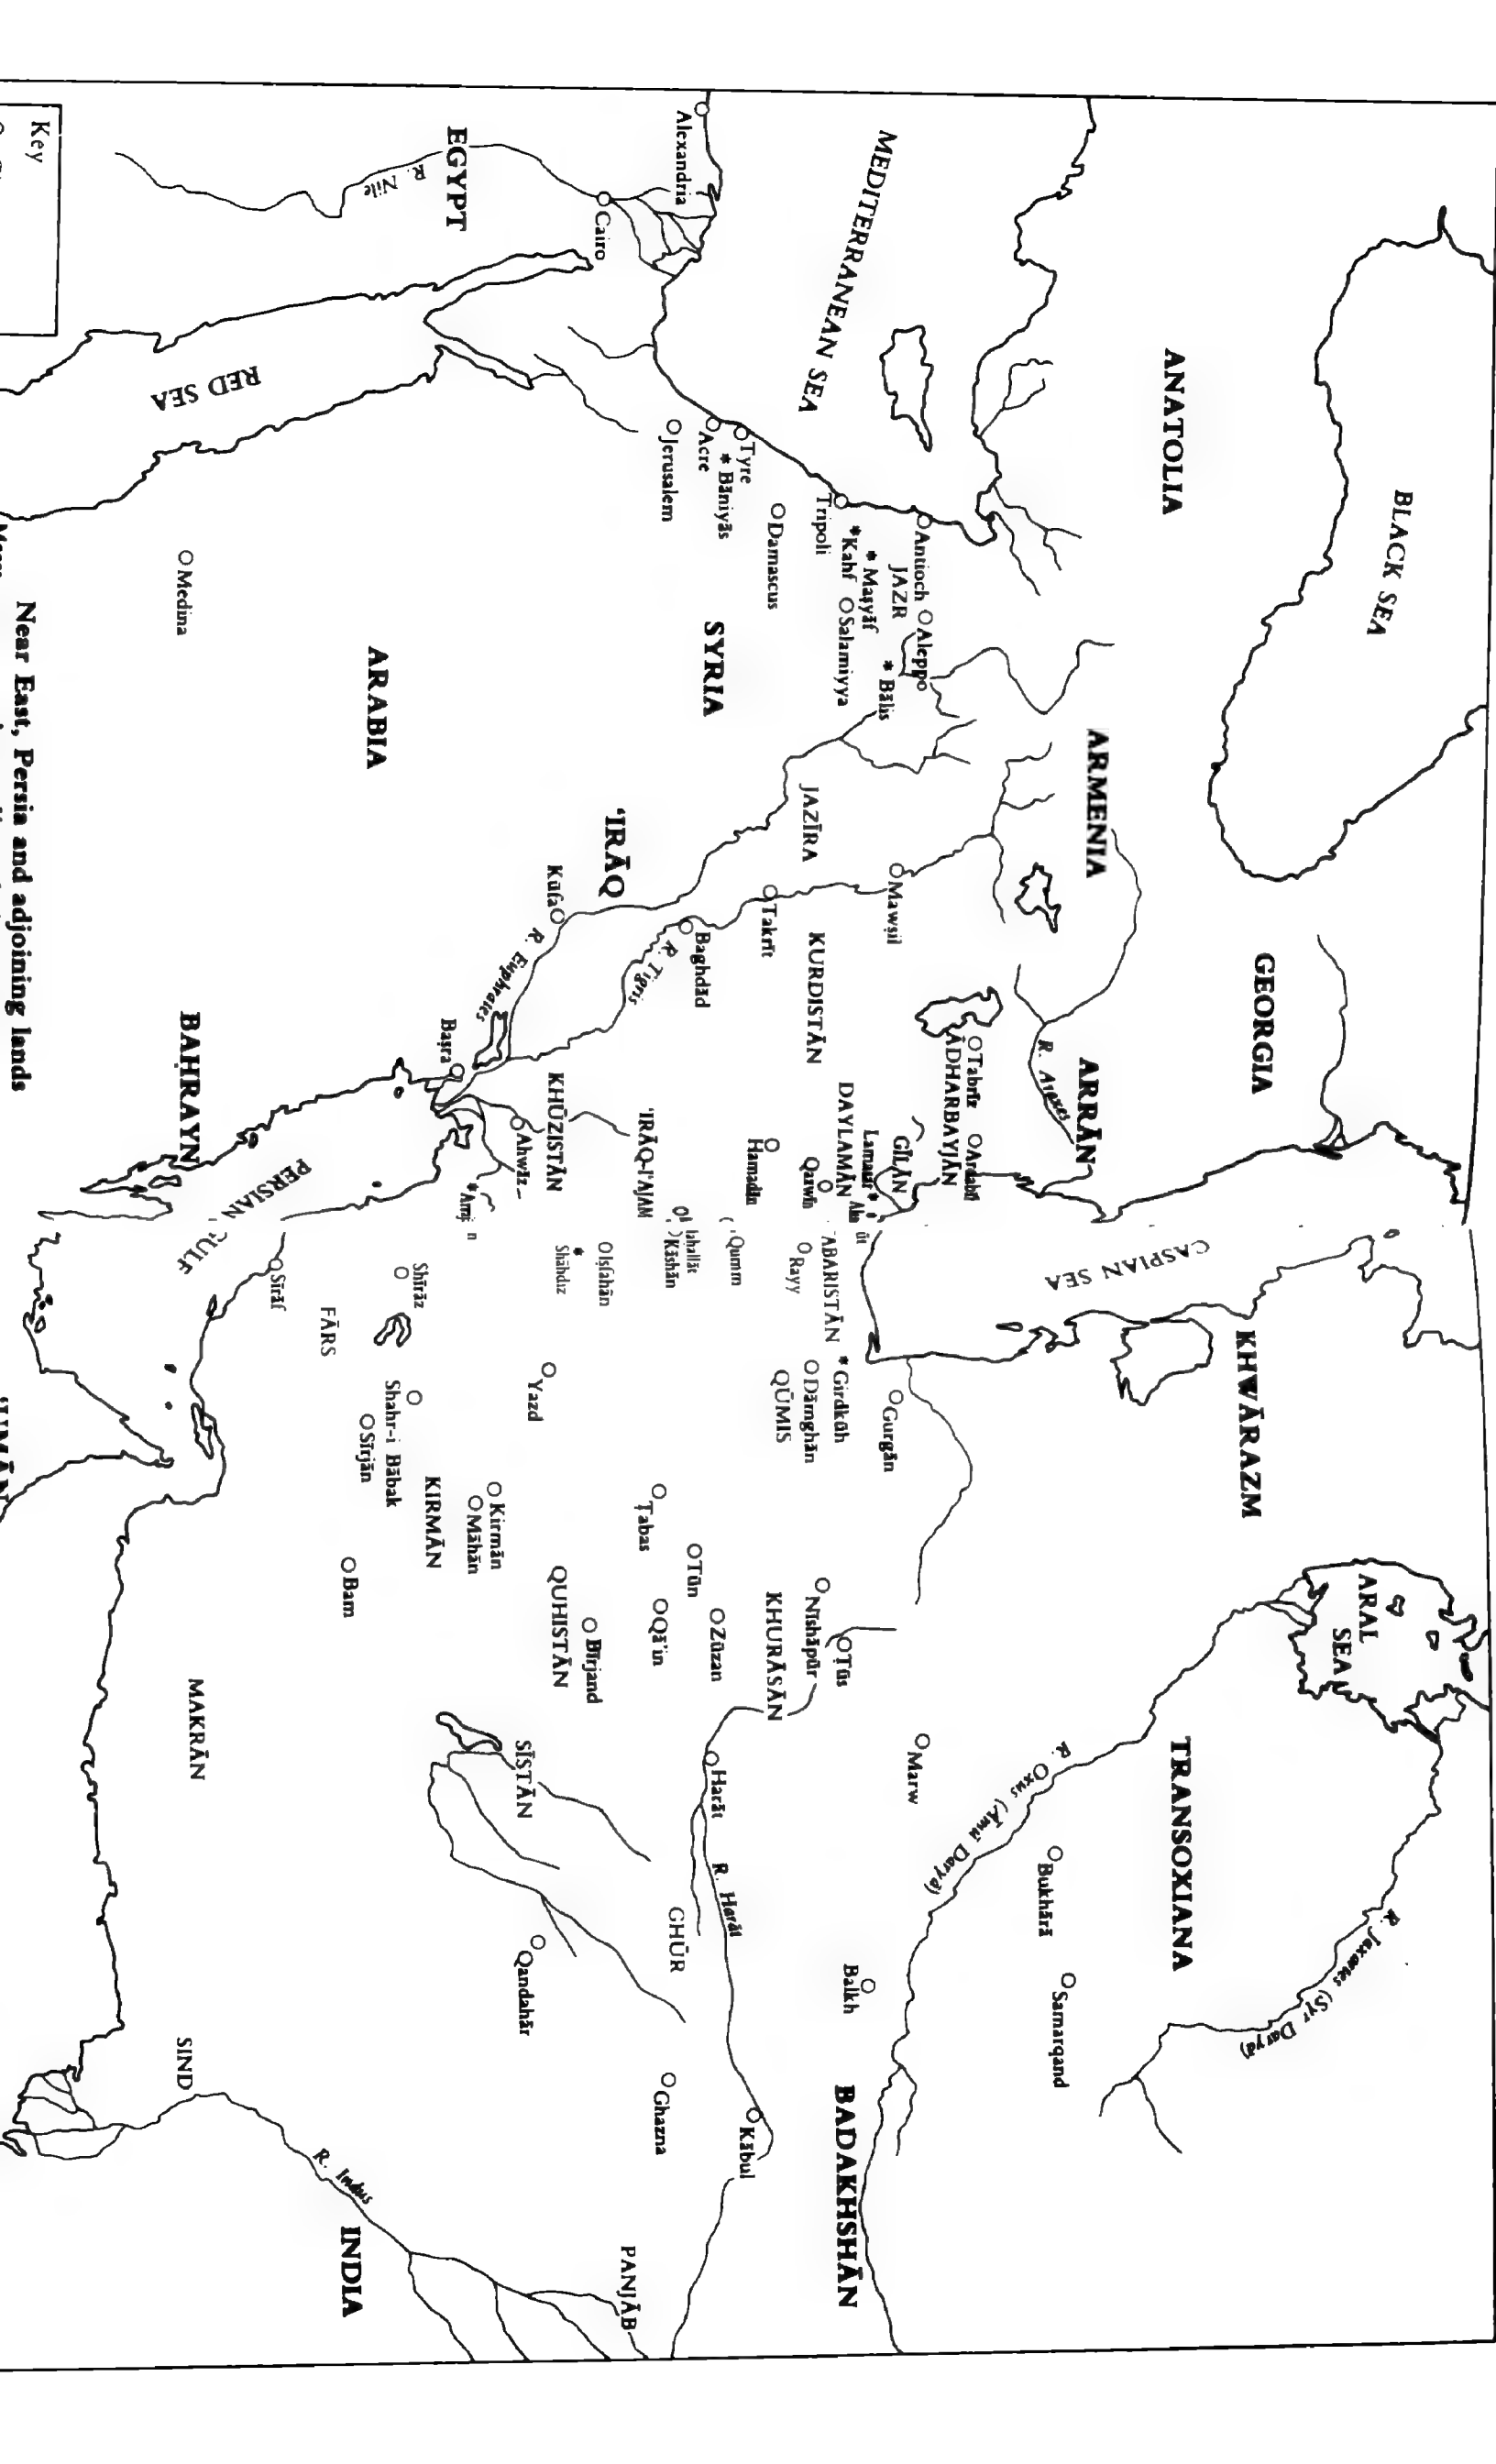 BLACK SEA
ANATOLIA
GEORGIA
ARMENIA
ARRĀN
R. Araxes
CASPIAN SEA
KHWĀRAZM
ARAL
SEA
TRANSOXIANA
R. Jaxartes (Syr Daryā)
R. Oxus (Āmū Daryā)
Bukhārā
Samarqand
MEDITERRANEAN SEA
Antioch
Aleppo
JAZR
* Bālis
* Maṣyāf
* Kahf
Salamiyya
Tripoli
Damascus
Tyre
* Bāniyās
Acre
Jerusalem
SYRIA
JAZĪRA
Mawṣil
Takrīt
KURDISTĀN
Tabrīz
ĀDHARBAYJĀN
Ardabīl
GĪLĀN
Lamasar *
DAYLAMĀN
Qazwīn
Hamadān
Rayy
Qumm
Kāshān
Gurgān
* Girdkūh
Dāmghān
QŪMIS
Nīshāpūr
Ṭūs
KHURĀSĀN
Marw
Balkh
BADAKHSHĀN
Alexandria
Cairo
EGYPT
R. Nile
RED SEA
'IRĀQ
Baghdād
R. Tigris
Kūfa
R. Euphrates
Baṣra
'IRĀQ-I 'AJAM
KHŪZISTĀN
Ahwāz
Iṣfahān
*
Shāhdiz
Yazd
Ṭabas
Tūn
Zūzan
Qā'in
Bīrjand
QUHISTĀN
Harāt
R. Harāt
GHŪR
Kābul
Ghazna
Qandahār
SĪSTĀN
PANJĀB
ARABIA
Medina
BAḤRAYN
PERSIAN GULF
Sīrāf
Shīrāz
FĀRS
Shahr-i Bābak
Sīrjān
KIRMĀN
Kirmān
Māhān
Bam
MAKRĀN
SIND
R. Indus
INDIA
Key
Near East, Persia and adjoining lands